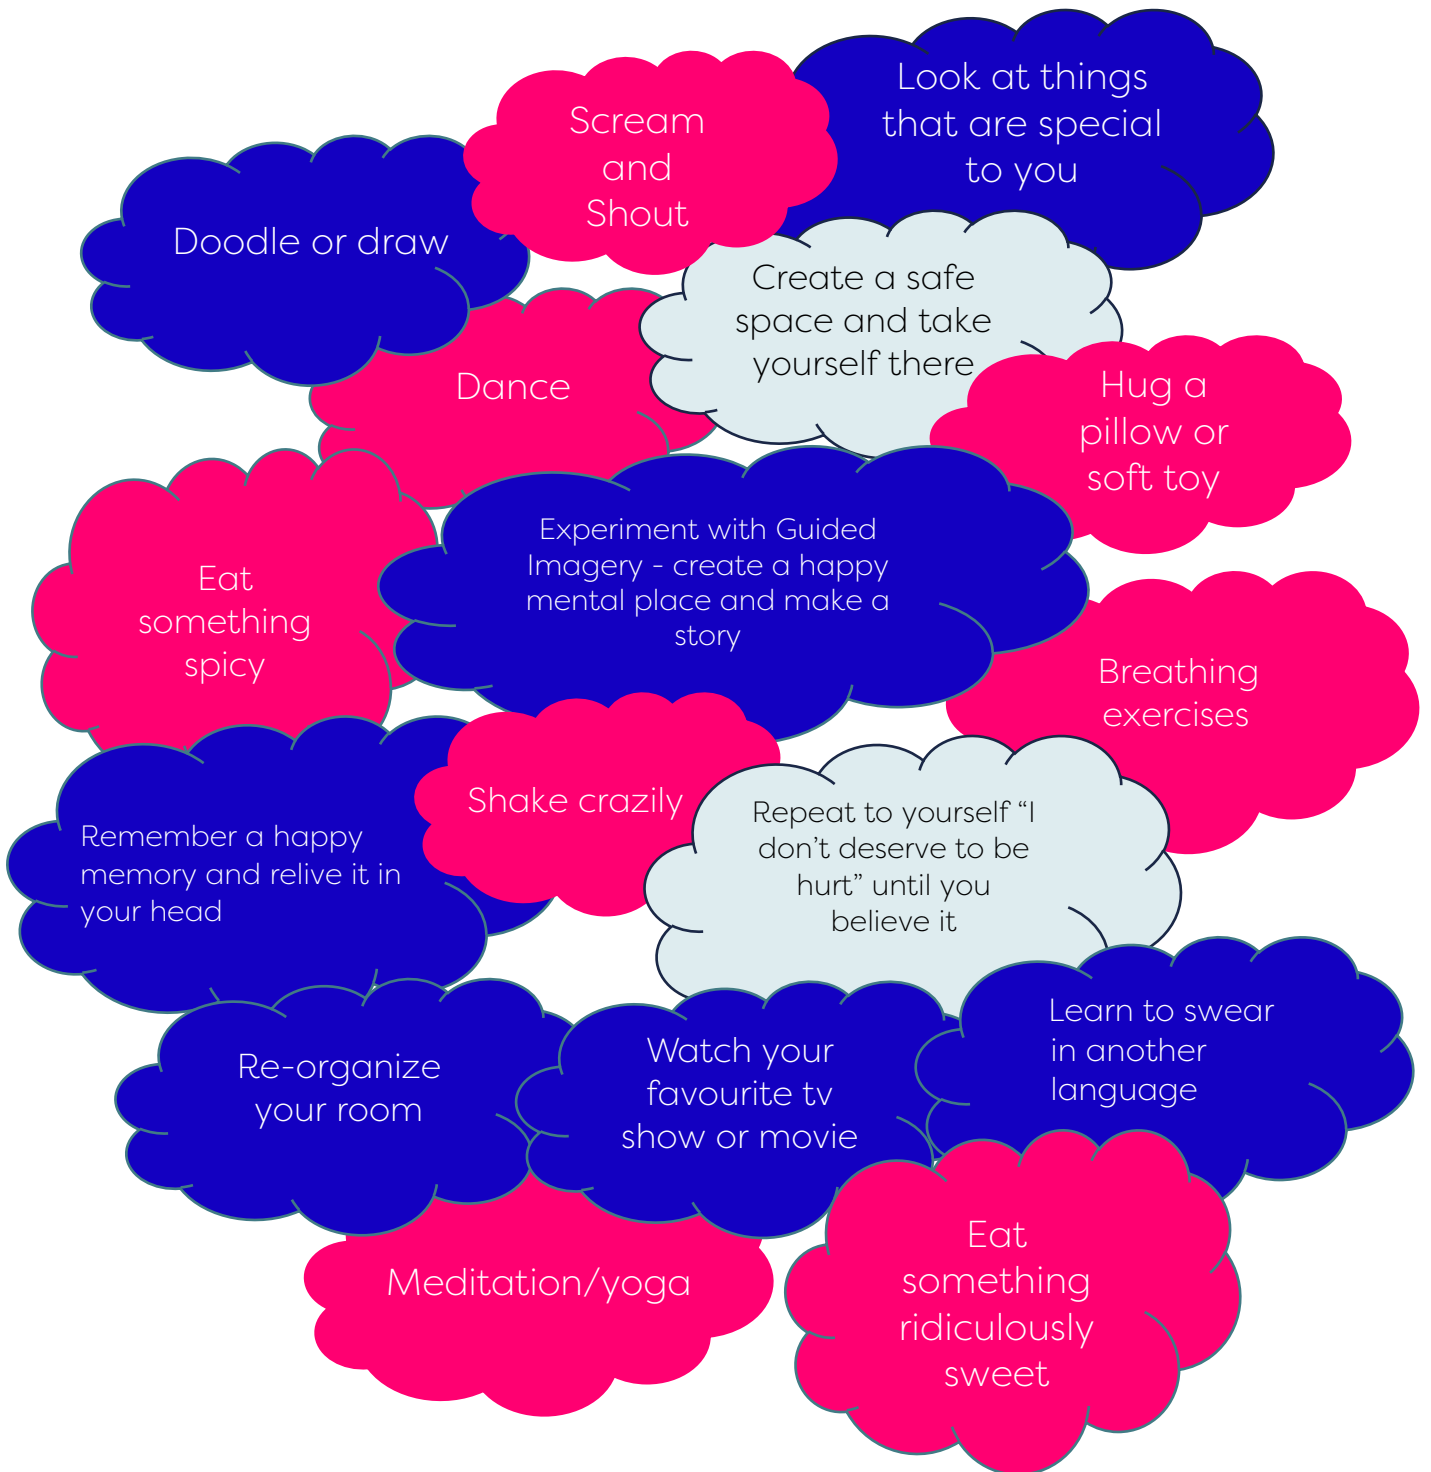 Look at things
that are special
to you
Scream
and
Shout
Doodle or draw
Create a safe
space and take
yourself there
Dance
Hug a
pillow or
soft toy
Experiment with Guided
Imagery - create a happy
mental place and make a
story
Eat
something
spicy
Breathing
exercises
Shake crazily
Repeat to yourself “I
don’t deserve to be
hurt” until you
believe it
Remember a happy
memory and relive it in
your head
Learn to swear
in another
language
Re-organize
your room
Watch your
favourite tv
show or movie
Meditation/yoga
Eat
something
ridiculously
sweet